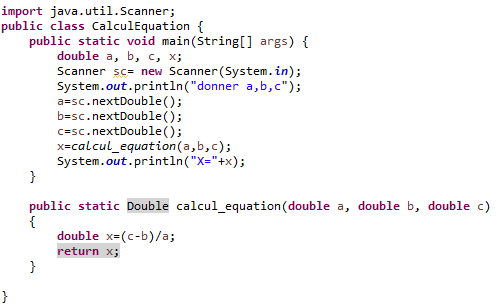 import java.util.Scanner;
public class CalculEquation {
    public static void main(String[] args) {
        double a, b, c, x;
        Scanner sc= new Scanner(System.in);
        System.out.println("donner a,b,c");
        a=sc.nextDouble();
        b=sc.nextDouble();
        c=sc.nextDouble();
        x=calcul_equation(a,b,c);
        System.out.println("X="+x);
    }
    public static Double calcul_equation(double a, double b, double c)
    {
        double x=(c-b)/a;
        return x;
    }
}